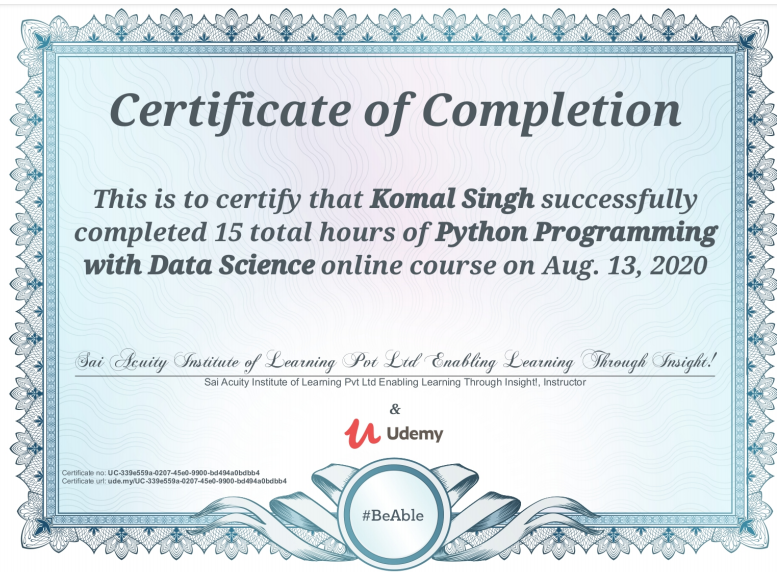 Certificate of Completion
This is to certify that Komal Singh successfully
completed 15 total hours of Python Programming
with Data Science online course on Aug. 13, 2020
Sai Acuity Institute of Learning Pvt Ltd Enabling Learning Through Insight!
Sai Acuity Institute of Learning Pvt Ltd Enabling Learning Through Insight!, Instructor
&
Udemy
Certificate no: UC-339e559a-0207-45e0-9900-bd494a0bdbb4
Certificate url: ude.my/UC-339e559a-0207-45e0-9900-bd494a0bdbb4
#BeAble